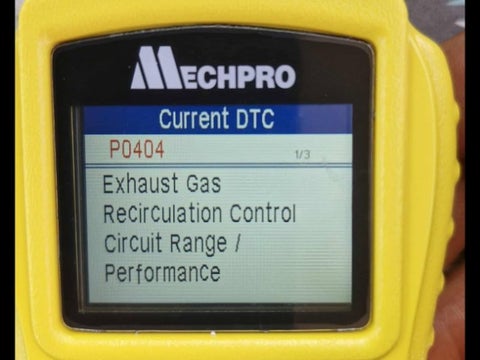 MECHPRO
Current DTC
P0404
1/3
Exhaust Gas
Recirculation Control
Circuit Range /
Performance